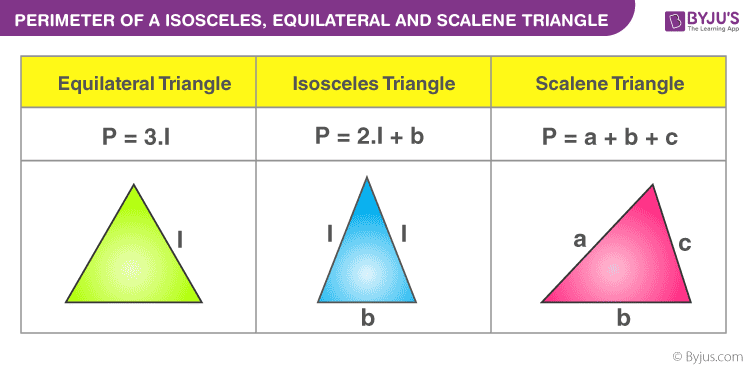 PERIMETER OF A ISOSCELES, EQUILATERAL AND SCALENE TRIANGLE
BYJU'S
The Learning App
Equilateral Triangle
Isosceles Triangle
Scalene Triangle
P = 3.l
P = 2.l + b
P = a + b + c
l
l
l
b
a
c
b
© Byjus.com